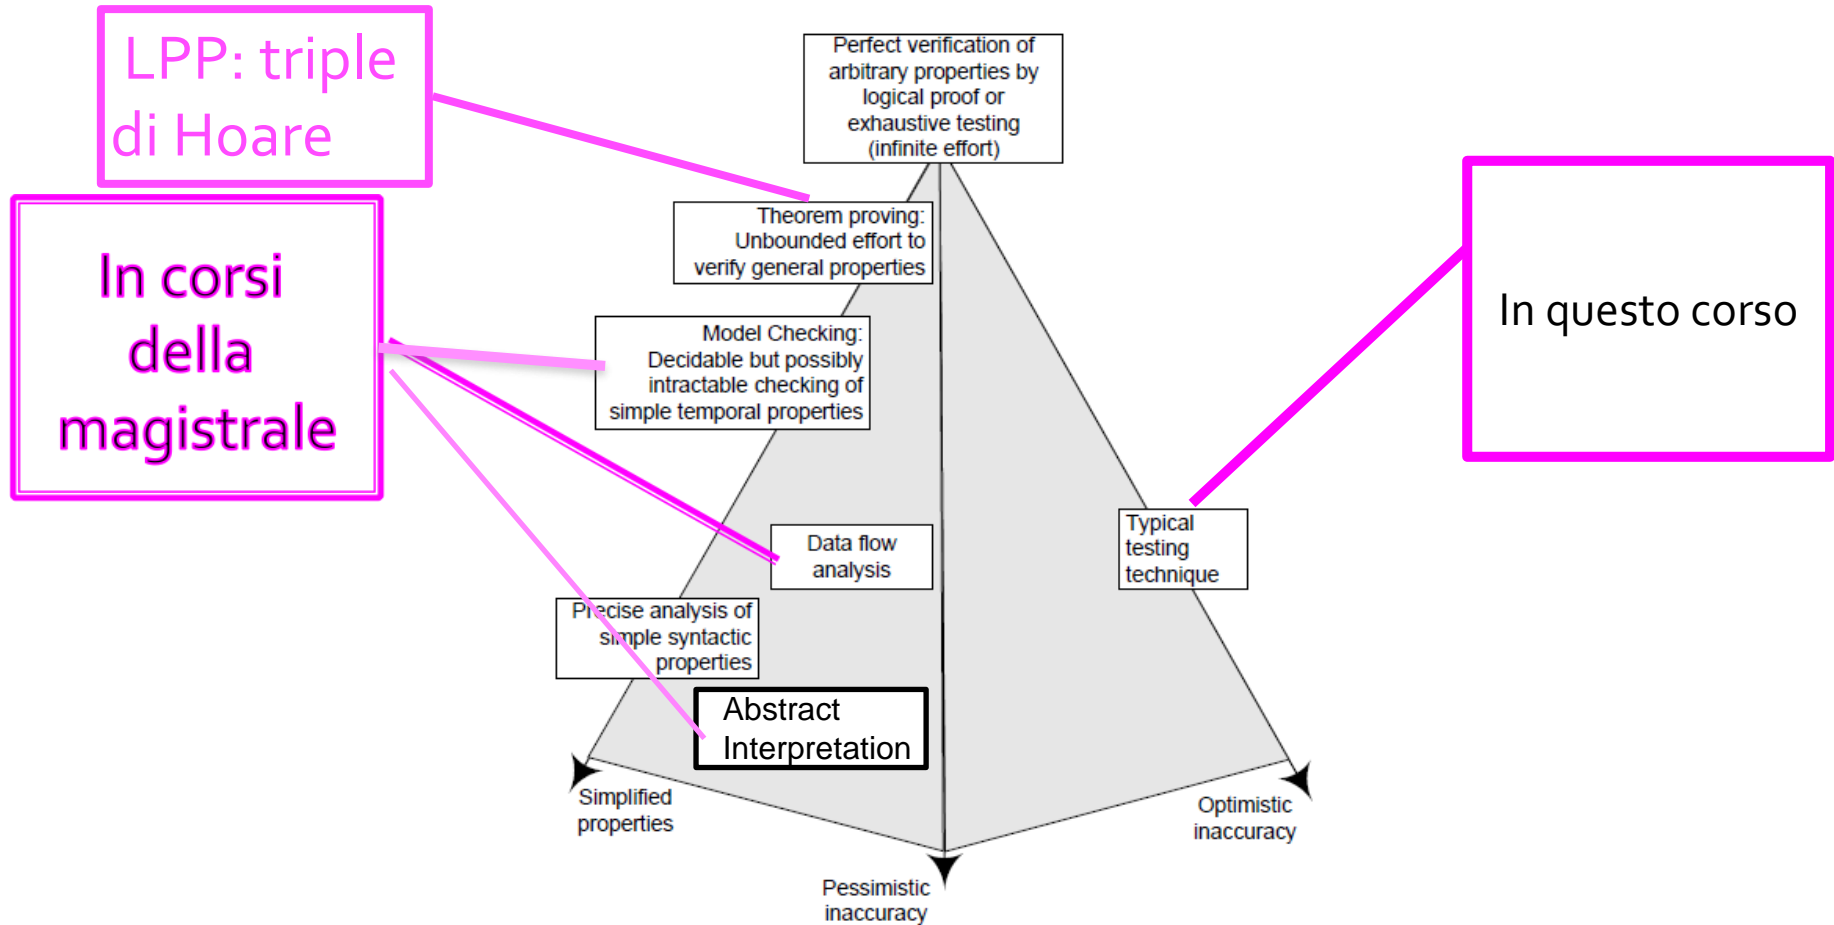 LPP: triple
di Hoare
In corsi
della
magistrale
Perfect verification of
arbitrary properties by
logical proof or
exhaustive testing
(infinite effort)
Theorem proving:
Unbounded effort to
verify general properties
Model Checking:
Decidable but possibly
intractable checking of
simple temporal properties
Data flow
analysis
Precise analysis of
simple syntactic
properties
Abstract
Interpretation
Typical
testing
technique
In questo corso
Simplified
properties
Pessimistic
inaccuracy
Optimistic
inaccuracy